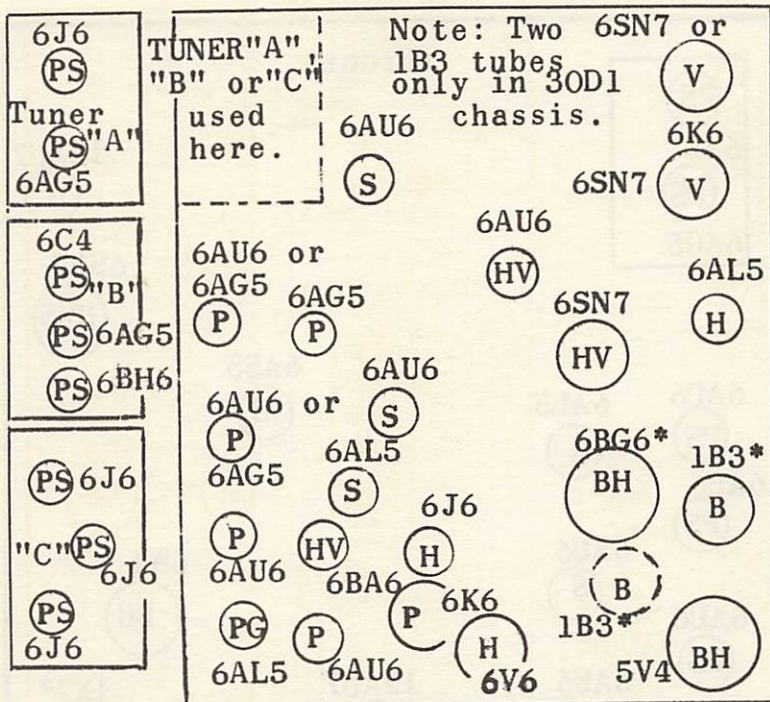 6J6
PS
Tuner
PS "A"
6AG5
6C4
PS "B"
PS 6AG5
PS 6BH6
PS 6J6
"C" PS
6J6
PS
6J6
TUNER"A",
"B" or"C"
used
here.
Note: Two 6SN7 or
1B3 tubes
only in 30D1
chassis.
V
6K6
6SN7 V
6AU6
S
6AU6
HV
6AL5
H
6AU6 or
6AG5
P
6AG5
P
6SN7
HV
6AU6
S
6AU6 or
P
6AG5
6AL5
S
6BG6*
BH
1B3*
B
P
6AU6
HV
6J6
H
6BA6
P
B
1B3*
PG
6AL5
P
6AU6
6K6
H
6V6
5V4 BH